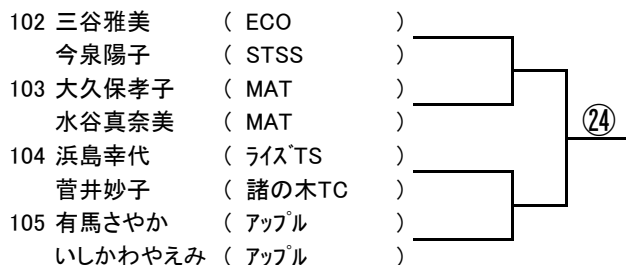 102 三谷雅美 ( ECO )
今泉陽子 ( STSS )
103 大久保孝子 ( MAT )
水谷真奈美 ( MAT )
㉔
104 浜島幸代 ( ﾗｲｽﾞTS )
菅井妙子 ( 諸の木TC )
105 有馬さやか ( ｱｯﾌﾟﾙ )
いしかわやえみ ( ｱｯﾌﾟﾙ )